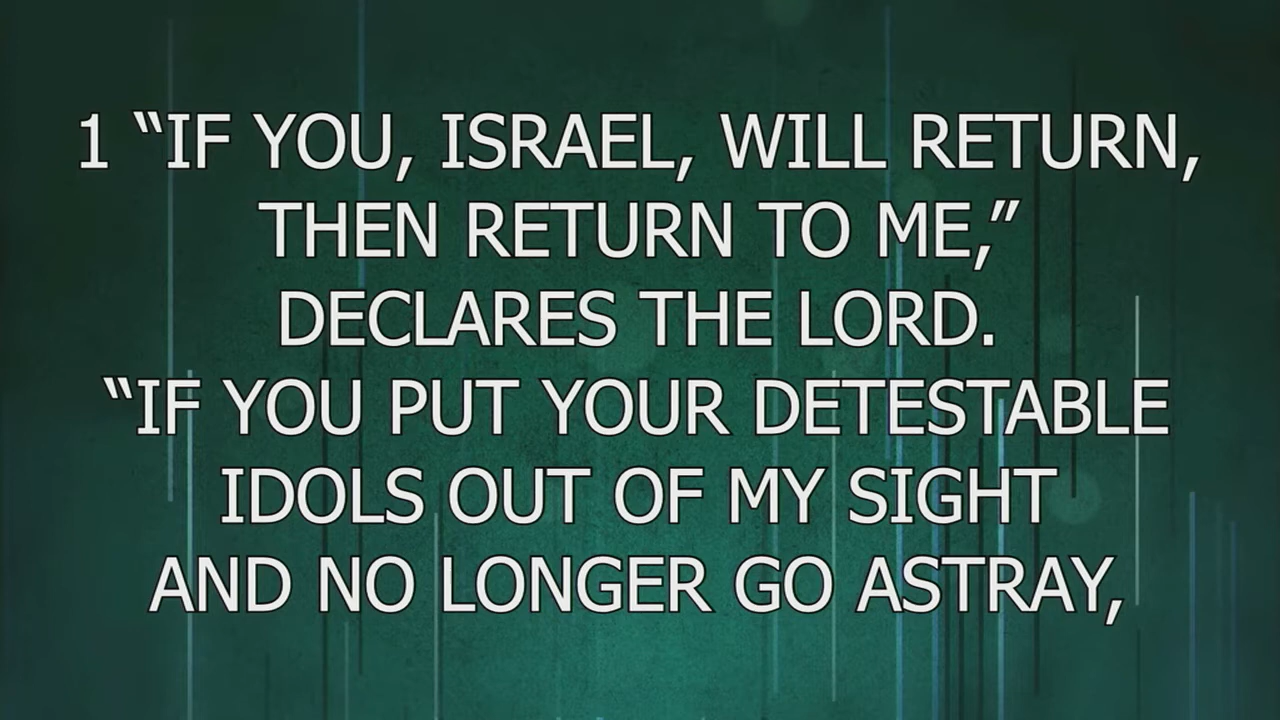 1 “IF YOU, ISRAEL, WILL RETURN,
THEN RETURN TO ME,”
DECLARES THE LORD.
“IF YOU PUT YOUR DETESTABLE
IDOLS OUT OF MY SIGHT
AND NO LONGER GO ASTRAY,